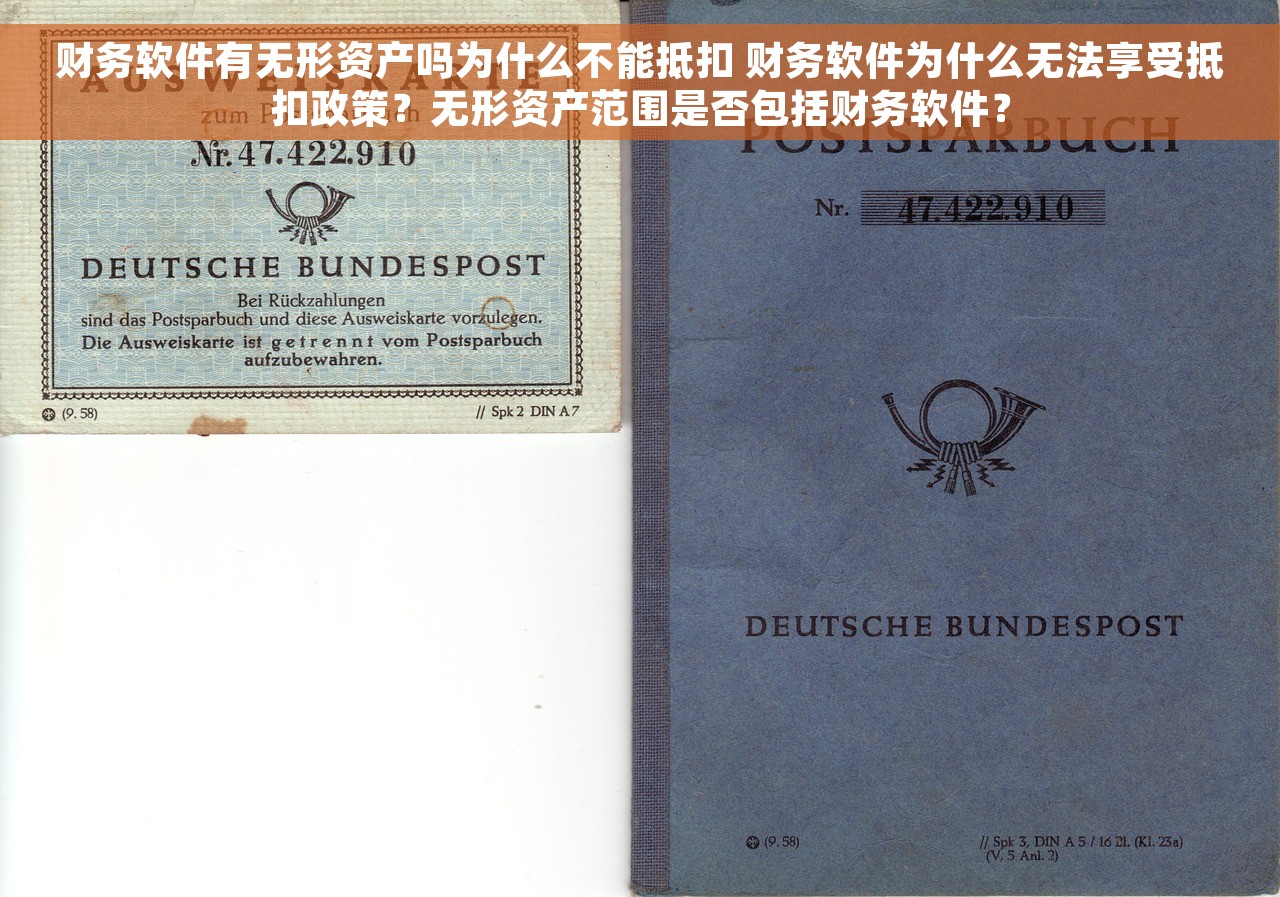 财务软件有无形资产吗为什么不能抵扣 财务软件为什么无法享受抵
扣政策？无形资产范围是否包括财务软件？
AUSWEISKARTE
zum Postsparbuch
Nr. 47.422.910
DEUTSCHE BUNDESPOST
Bei Rückzahlungen
sind das Postsparbuch und diese Ausweiskarte vorzulegen.
Die Ausweiskarte ist getrennt vom Postsparbuch
aufzubewahren.
(9. 58)
// Spk 2 DIN A 7
POSTSPARBUCH
Nr. 47.422.910
DEUTSCHE BUNDESPOST
(9. 58)
// Spk 3, DIN A 5 / 16 Bl. (Kl. 23a)
(V, 5 Anl. 2)